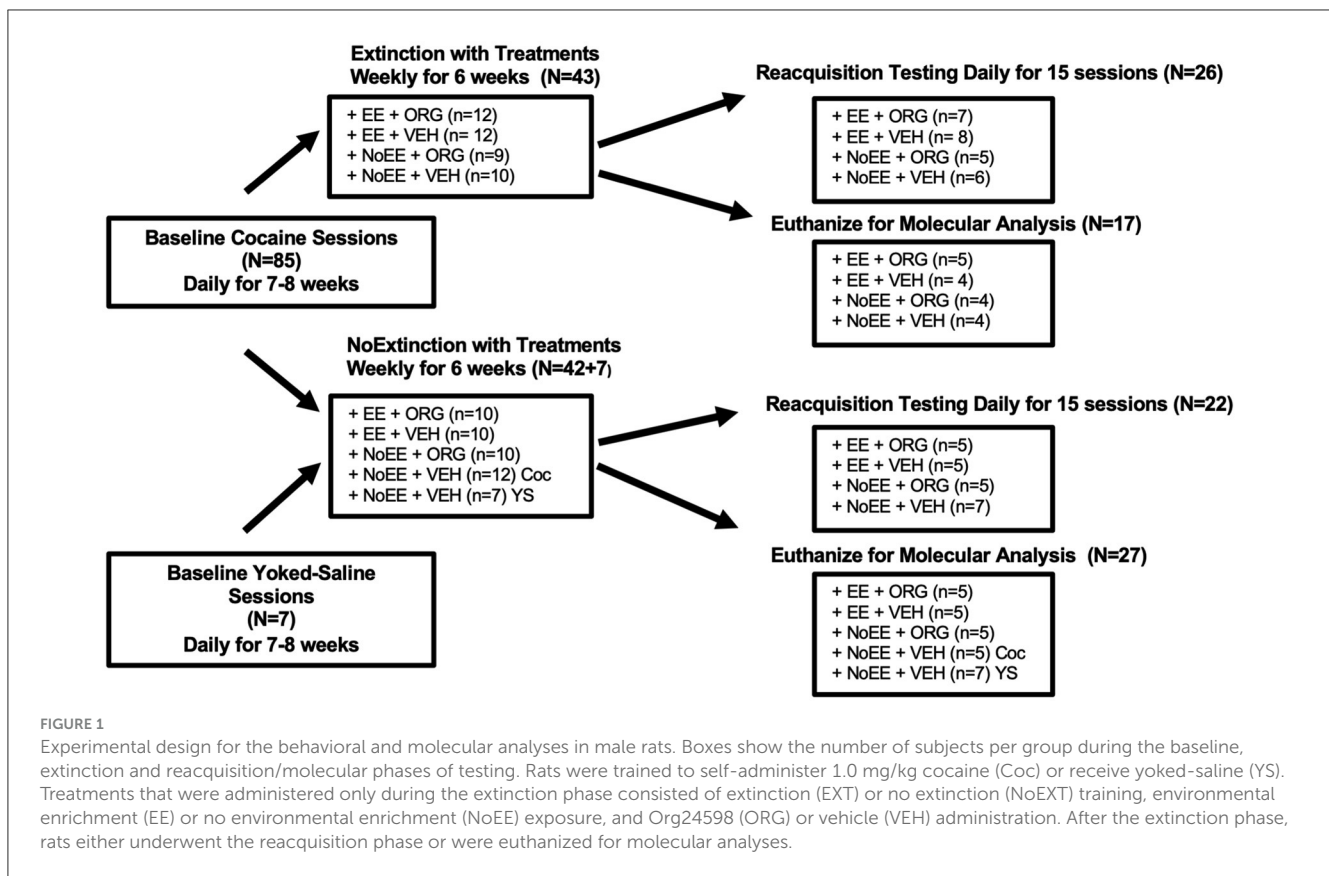 Extinction with Treatments
Weekly for 6 weeks (N=43)
+ EE + ORG (n=12)
+ EE + VEH (n= 12)
+ NoEE + ORG (n=9)
+ NoEE + VEH (n=10)
Reacquisition Testing Daily for 15 sessions (N=26)
+ EE + ORG (n=7)
+ EE + VEH (n= 8)
+ NoEE + ORG (n=5)
+ NoEE + VEH (n=6)
Euthanize for Molecular Analysis (N=17)
+ EE + ORG (n=5)
+ EE + VEH (n= 4)
+ NoEE + ORG (n=4)
+ NoEE + VEH (n=4)
Baseline Cocaine Sessions
(N=85)
Daily for 7-8 weeks
NoExtinction with Treatments
Weekly for 6 weeks (N=42+7)
+ EE + ORG (n=10)
+ EE + VEH (n=10)
+ NoEE + ORG (n=10)
+ NoEE + VEH (n=12) Coc
+ NoEE + VEH (n=7) YS
Reacquisition Testing Daily for 15 sessions (N=22)
+ EE + ORG (n=5)
+ EE + VEH (n=5)
+ NoEE + ORG (n=5)
+ NoEE + VEH (n=7)
Baseline Yoked-Saline
Sessions
(N=7)
Daily for 7-8 weeks
Euthanize for Molecular Analysis (N=27)
+ EE + ORG (n=5)
+ EE + VEH (n=5)
+ NoEE + ORG (n=5)
+ NoEE + VEH (n=5) Coc
+ NoEE + VEH (n=7) YS
FIGURE 1
Experimental design for the behavioral and molecular analyses in male rats. Boxes show the number of subjects per group during the baseline,
extinction and reacquisition/molecular phases of testing. Rats were trained to self-administer 1.0 mg/kg cocaine (Coc) or receive yoked-saline (YS).
Treatments that were administered only during the extinction phase consisted of extinction (EXT) or no extinction (NoEXT) training, environmental
enrichment (EE) or no environmental enrichment (NoEE) exposure, and Org24598 (ORG) or vehicle (VEH) administration. After the extinction phase,
rats either underwent the reacquisition phase or were euthanized for molecular analyses.